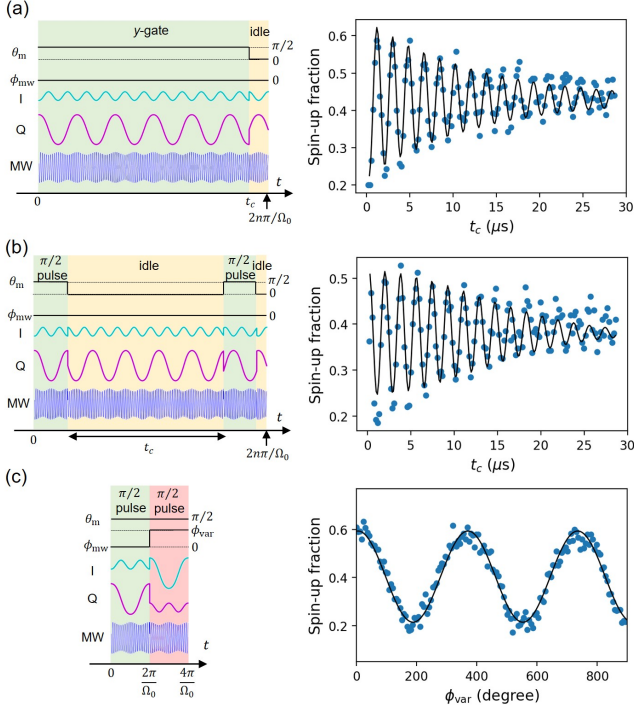 (a)
y-gate
idle
θm
π/2
0
ϕmw
0
I
Q
MW
t
0
tc
2nπ/Ω0
Spin-up fraction
0.6
0.5
0.4
0.3
0.2
0
5
10
15
20
25
30
tc (μs)
(b)
π/2
pulse
idle
π/2
pulse
idle
θm
π/2
0
ϕmw
0
I
Q
MW
t
0
tc
2nπ/Ω0
Spin-up fraction
0.5
0.4
0.3
0.2
0
5
10
15
20
25
30
tc (μs)
(c)
π/2
pulse
π/2
pulse
θm
π/2
ϕvar
ϕmw
0
I
Q
MW
t
0
2π
Ω0
4π
Ω0
Spin-up fraction
0.6
0.4
0.2
0
200
400
600
800
ϕvar (degree)